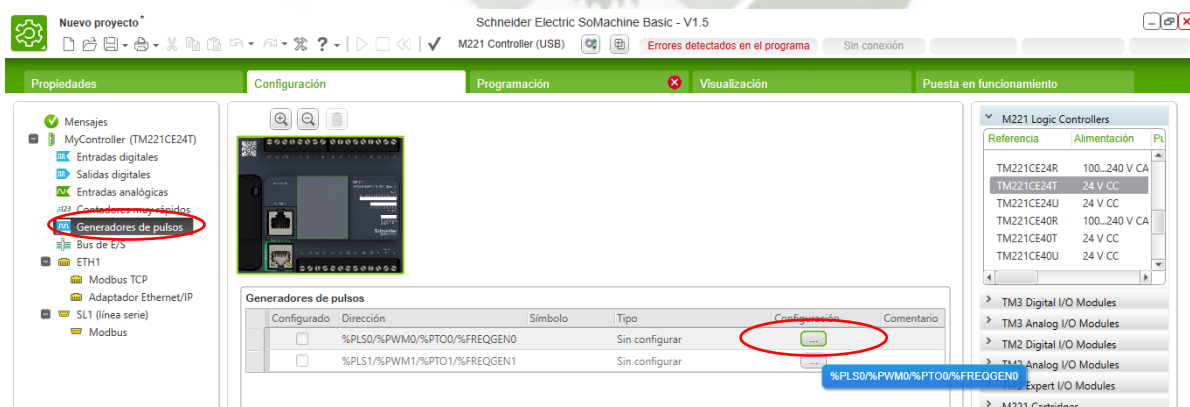 Nuevo proyecto*
Schneider Electric SoMachine Basic - V1.5
M221 Controller (USB)
Errores detectados en el programa
Sin conexión
Propiedades
Configuración
Programación
Visualización
Puesta en funcionamiento
Mensajes
MyController (TM221CE24T)
Entradas digitales
Salidas digitales
Entradas analógicas
Contadores muy rápidos
Generadores de pulsos
Bus de E/S
ETH1
Modbus TCP
Adaptador Ethernet/IP
SL1 (línea serie)
Modbus
Generadores de pulsos
Configurado Dirección Símbolo Tipo Configuración Comentario
%PLS0/%PWM0/%PTO0/%FREQGEN0 Sin configurar ...
%PLS1/%PWM1/%PTO1/%FREQGEN1 Sin configurar ...
%PLS0/%PWM0/%PTO0/%FREQGEN0
M221 Logic Controllers
Referencia Alimentación
TM221CE24R 100...240 V CA
TM221CE24T 24 V CC
TM221CE24U 24 V CC
TM221CE40R 100...240 V CA
TM221CE40T 24 V CC
TM221CE40U 24 V CC
TM3 Digital I/O Modules
TM3 Analog I/O Modules
TM2 Digital I/O Modules
TM2 Analog I/O Modules
Expert I/O Modules
M221 Cartridges